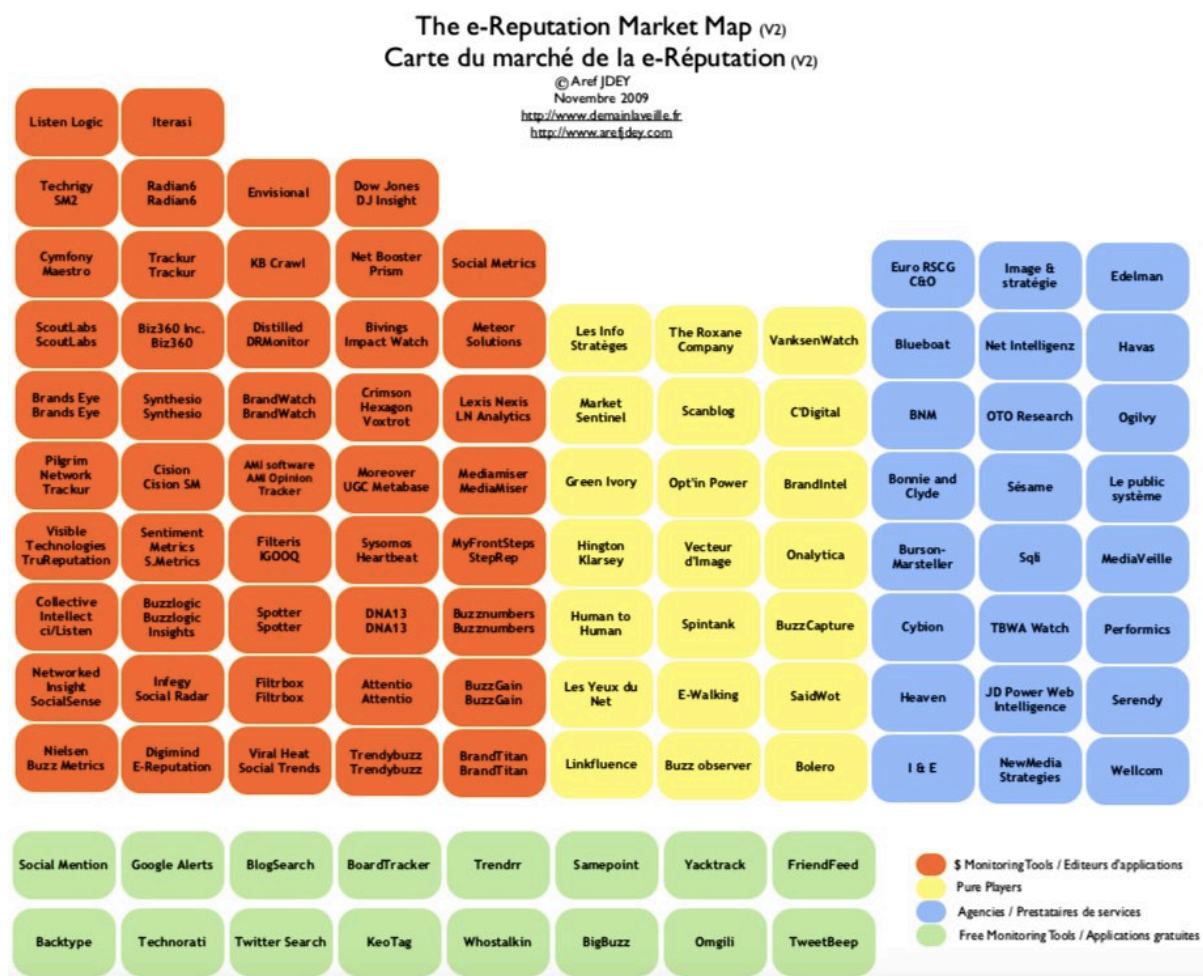 The e-Reputation Market Map (V2)
Carte du marché de la e-Réputation (V2)
© Aref JDEY
Novembre 2009
http://www.demainlaveille.fr
http://www.arefjdey.com
Listen Logic
Iterasi
Techrigy
SM2
Radian6
Radian6
Envisional
Dow Jones
DJ Insight
Cymfony
Maestro
Trackur
Trackur
KB Crawl
Net Booster
Prism
Social Metrics
Euro RSCG
C&O
Image &
stratégie
Edelman
ScoutLabs
ScoutLabs
Biz360 Inc.
Biz360
Distilled
DRMonitor
Bivings
Impact Watch
Meteor
Solutions
Les Info
Stratèges
The Roxane
Company
VanksenWatch
Blueboat
Net Intelligenz
Havas
Brands Eye
Brands Eye
Synthesio
Synthesio
BrandWatch
BrandWatch
Crimson
Hexagon
Voxtrot
Lexis Nexis
LN Analytics
Market
Sentinel
Scanblog
C'Digital
BNM
OTO Research
Ogilvy
Pilgrim
Network
Trackur
Cision
Cision SM
AMI software
AMI Opinion
Tracker
Moreover
UGC Metabase
Mediamiser
MediaMiser
Green Ivory
Opt'in Power
BrandIntel
Bonnie and
Clyde
Sésame
Le public
système
Visible
Technologies
TruReputation
Sentiment
Metrics
S.Metrics
Filteris
IGOOQ
Sysomos
Heartbeat
MyFrontSteps
StepRep
Hington
Klarsey
Vecteur
d'Image
Onalytica
Burson-
Marsteller
Sqli
MediaVeille
Collective
Intellect
ci/Listen
Buzzlogic
Buzzlogic
Insights
Spotter
Spotter
DNA13
DNA13
Buzznumbers
Buzznumbers
Human to
Human
Spintank
BuzzCapture
Cybion
TBWA Watch
Performics
Networked
Insight
SocialSense
Infegy
Social Radar
Filtrbox
Filtrbox
Attentio
Attentio
BuzzGain
BuzzGain
Les Yeux du
Net
E-Walking
SaidWot
Heaven
JD Power Web
Intelligence
Serendy
Nielsen
Buzz Metrics
Digimind
E-Reputation
Viral Heat
Social Trends
Trendybuzz
Trendybuzz
BrandTitan
BrandTitan
Linkfluence
Buzz observer
Bolero
I & E
NewMedia
Strategies
Wellcom
Social Mention
Google Alerts
BlogSearch
BoardTracker
Trendrr
Samepoint
Yacktrack
FriendFeed
Backtype
Technorati
Twitter Search
KeoTag
Whostalkin
BigBuzz
Omgili
TweetBeep
$ Monitoring Tools / Editeurs d'applications
Pure Players
Agencies / Prestataires de services
Free Monitoring Tools / Applications gratuites